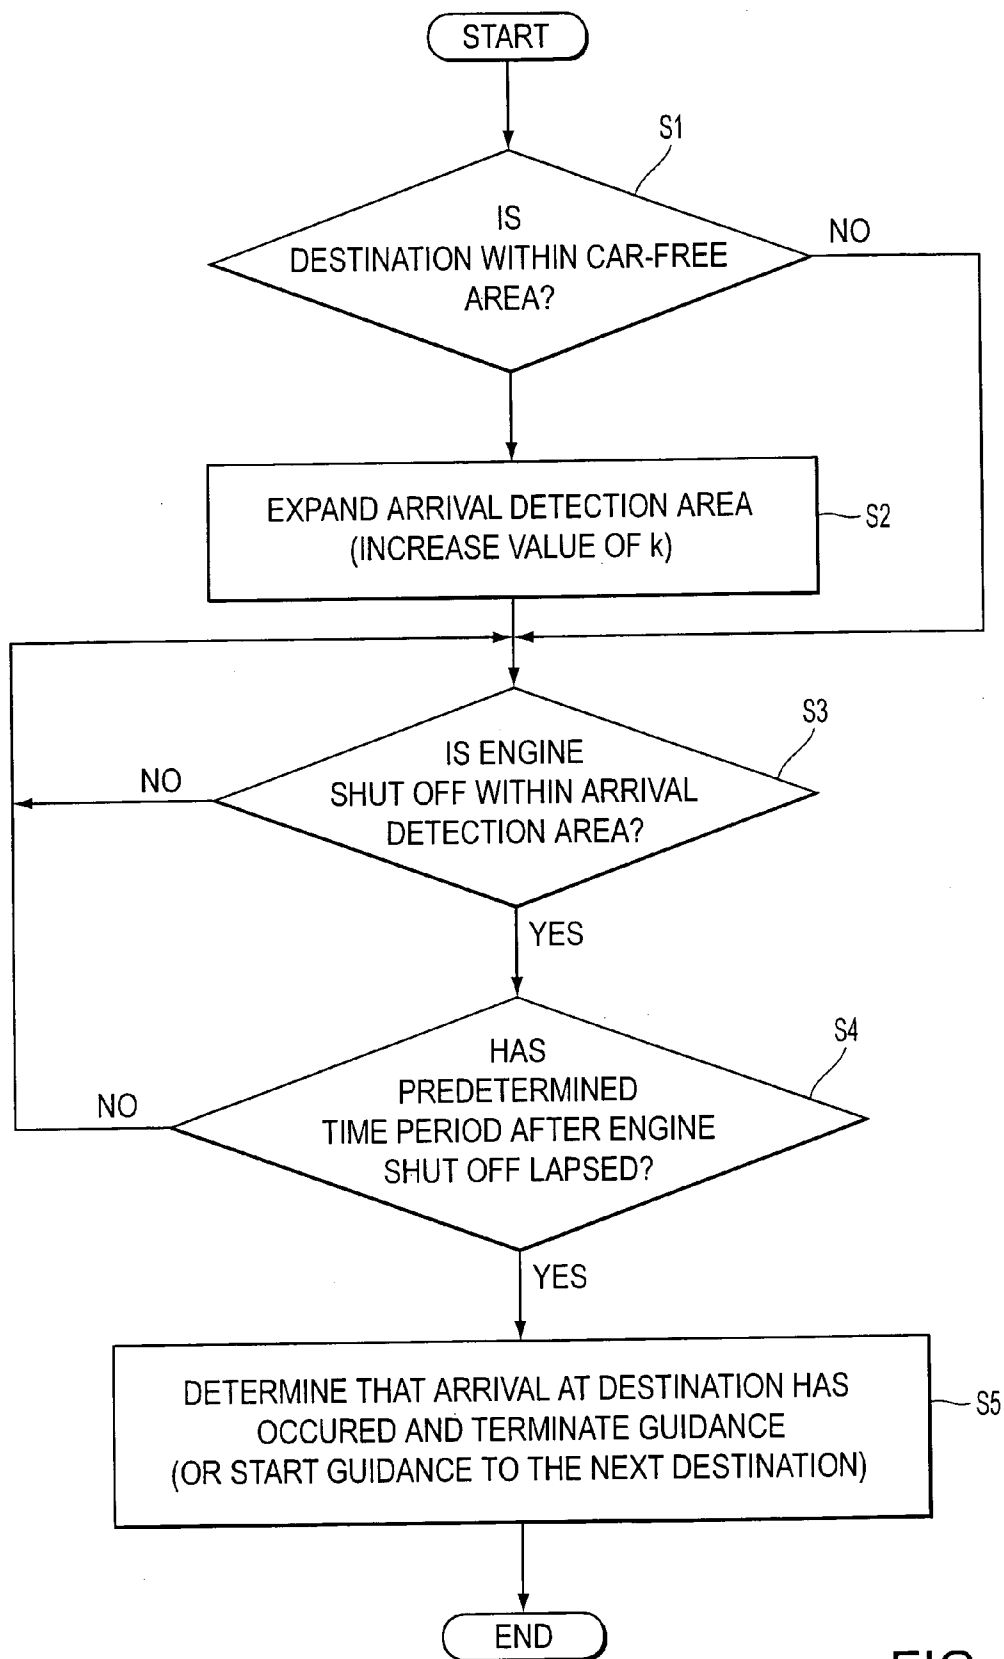 START
S1
IS
DESTINATION WITHIN CAR-FREE
AREA?
NO
EXPAND ARRIVAL DETECTION AREA
(INCREASE VALUE OF k)
S2
S3
IS ENGINE
SHUT OFF WITHIN ARRIVAL
DETECTION AREA?
NO
YES
S4
HAS
PREDETERMINED
TIME PERIOD AFTER ENGINE
SHUT OFF LAPSED?
NO
YES
DETERMINE THAT ARRIVAL AT DESTINATION HAS
OCCURED AND TERMINATE GUIDANCE
(OR START GUIDANCE TO THE NEXT DESTINATION)
S5
END